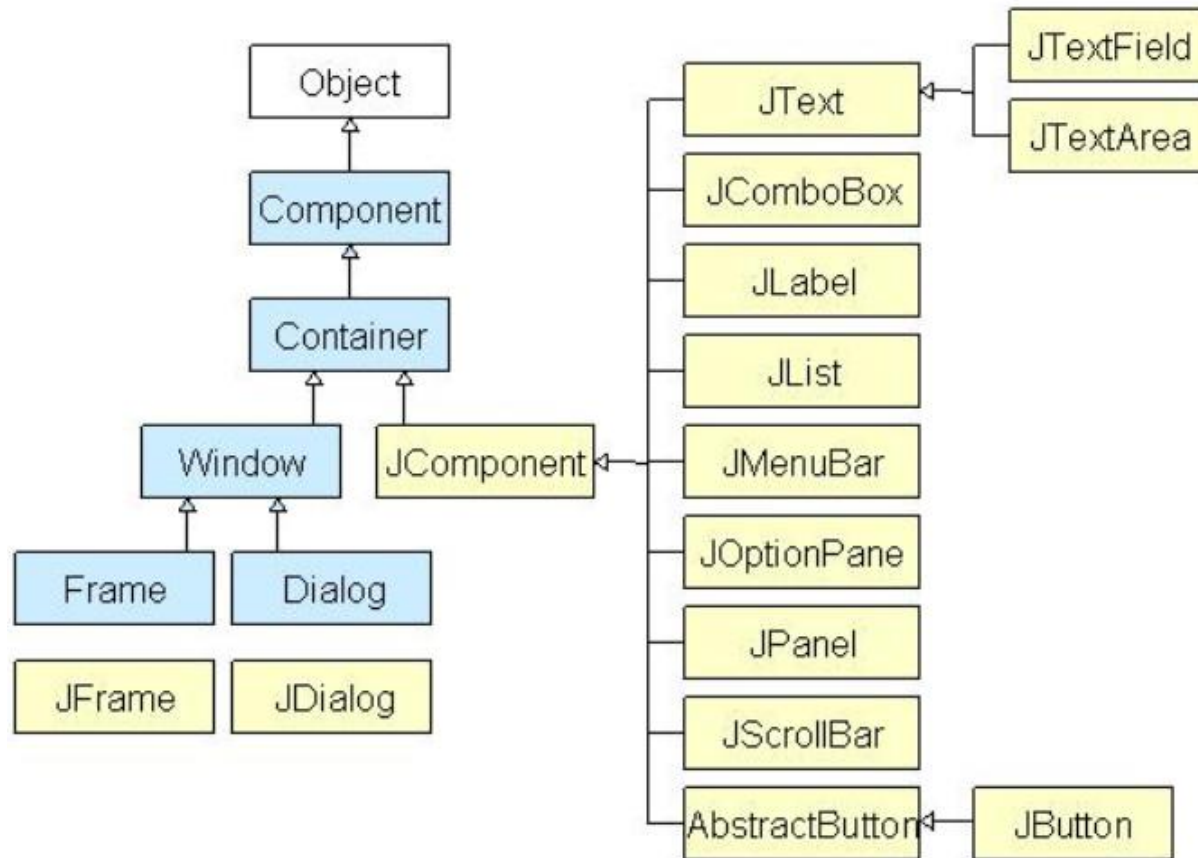 Object
Component
Container
Window
JComponent
Frame
Dialog
JFrame
JDialog
JText
JComboBox
JLabel
JList
JMenuBar
JOptionPane
JPanel
JScrollBar
AbstractButton
JTextField
JTextArea
JButton